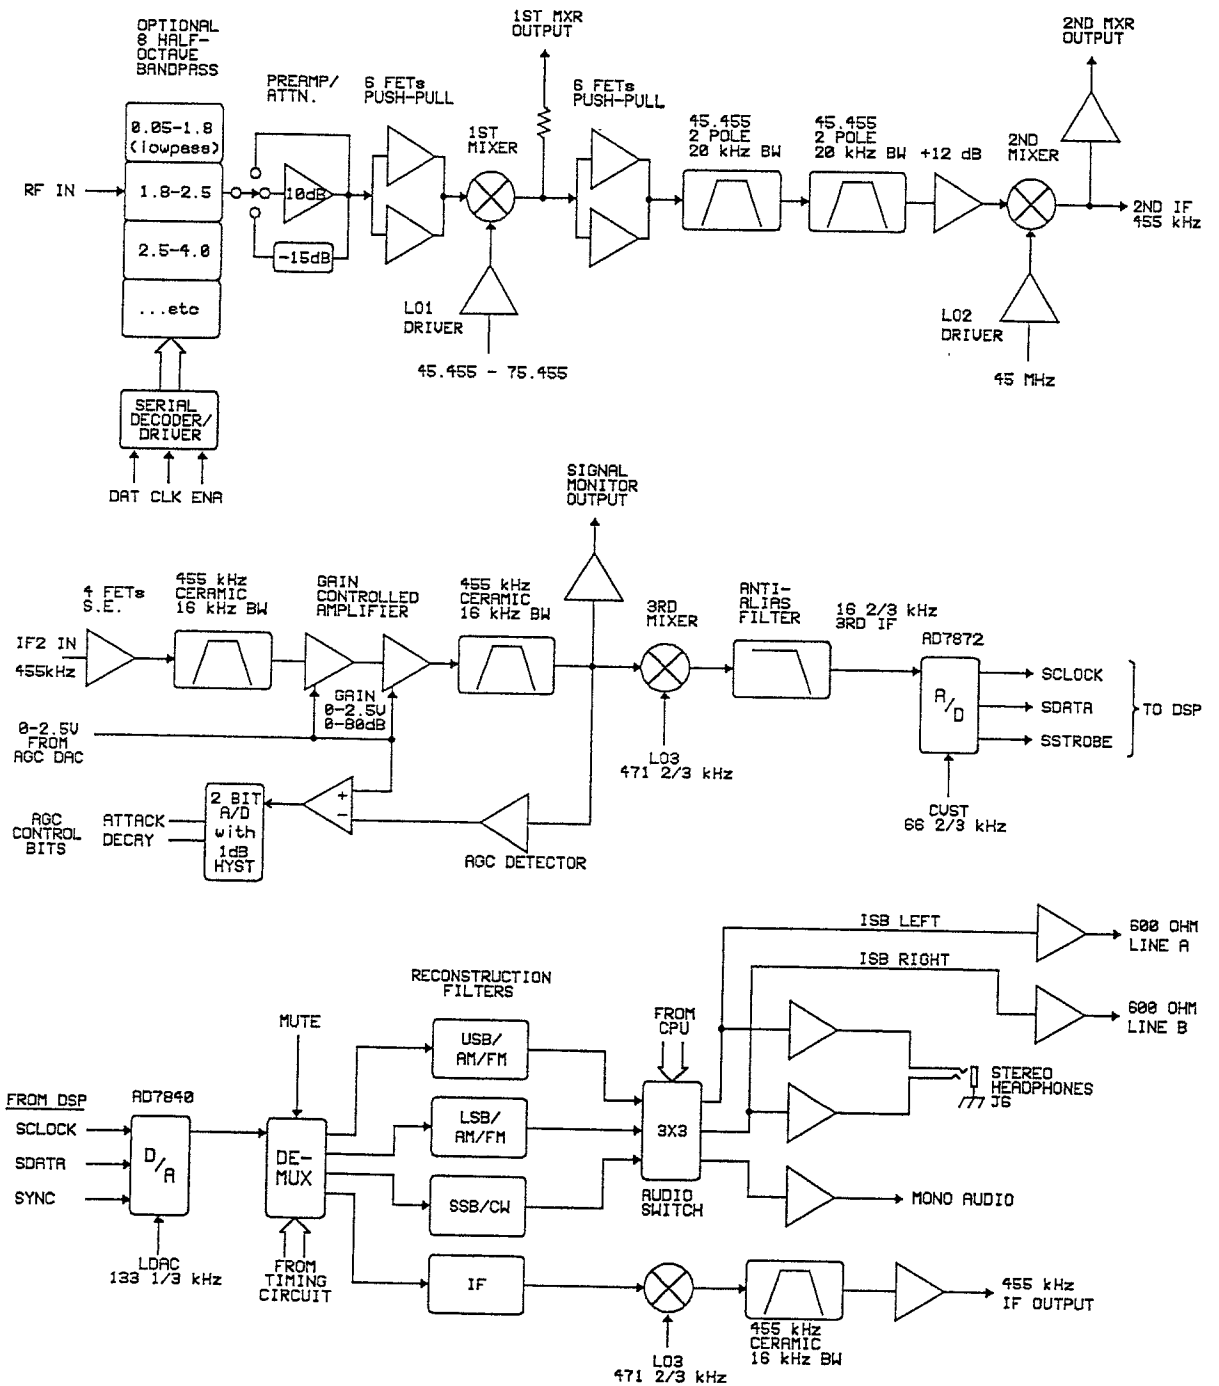 OPTIONAL
8 HALF-
OCTAVE
BANDPASS
0.05-1.8
(lowpass)
1.8-2.5
2.5-4.0
...etc
RF IN
SERIAL
DECODER/
DRIVER
DAT CLK ENA
PREAMP/
ATTN.
10dB
-15dB
6 FETs
PUSH-PULL
1ST
MIXER
1ST MXR
OUTPUT
LO1
DRIVER
45.455 - 75.455
6 FETs
PUSH-PULL
45.455
2 POLE
20 kHz BW
45.455
2 POLE
20 kHz BW
+12 dB
2ND
MIXER
2ND MXR
OUTPUT
2ND IF
455 kHz
LO2
DRIVER
45 MHz
4 FETs
S.E.
IF2 IN
455kHz
455 kHz
CERAMIC
16 kHz BW
GAIN
CONTROLLED
AMPLIFIER
GAIN
0-2.5V
0-80dB
455 kHz
CERAMIC
16 kHz BW
SIGNAL
MONITOR
OUTPUT
3RD
MIXER
LO3
471 2/3 kHz
ANTI-
ALIAS
FILTER
16 2/3 kHz
3RD IF
AD7872
A/D
SCLOCK
SDATA
SSTROBE
TO DSP
CVST
66 2/3 kHz
0-2.5V
FROM
AGC DAC
AGC
CONTROL
BITS
ATTACK
DECAY
2 BIT
A/D
with
1dB
HYST
+
-
AGC DETECTOR
FROM DSP
SCLOCK
SDATA
SYNC
AD7840
D/A
LDAC
133 1/3 kHz
MUTE
DE-
MUX
FROM
TIMING
CIRCUIT
RECONSTRUCTION
FILTERS
USB/
AM/FM
LSB/
AM/FM
SSB/CW
IF
FROM
CPU
3X3
AUDIO
SWITCH
ISB LEFT
600 OHM
LINE A
ISB RIGHT
600 OHM
LINE B
STEREO
HEADPHONES
J6
MONO AUDIO
LO3
471 2/3 kHz
455 kHz
CERAMIC
16 kHz BW
455 kHz
IF OUTPUT